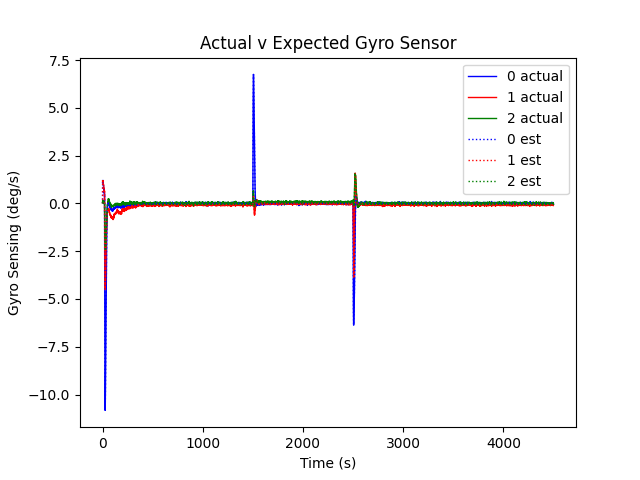 Actual v Expected Gyro Sensor
7.5
5.0
2.5
0.0
−2.5
−5.0
−7.5
−10.0
Gyro Sensing (deg/s)
0 actual
1 actual
2 actual
0 est
1 est
2 est
0 1000 2000 3000 4000
Time (s)